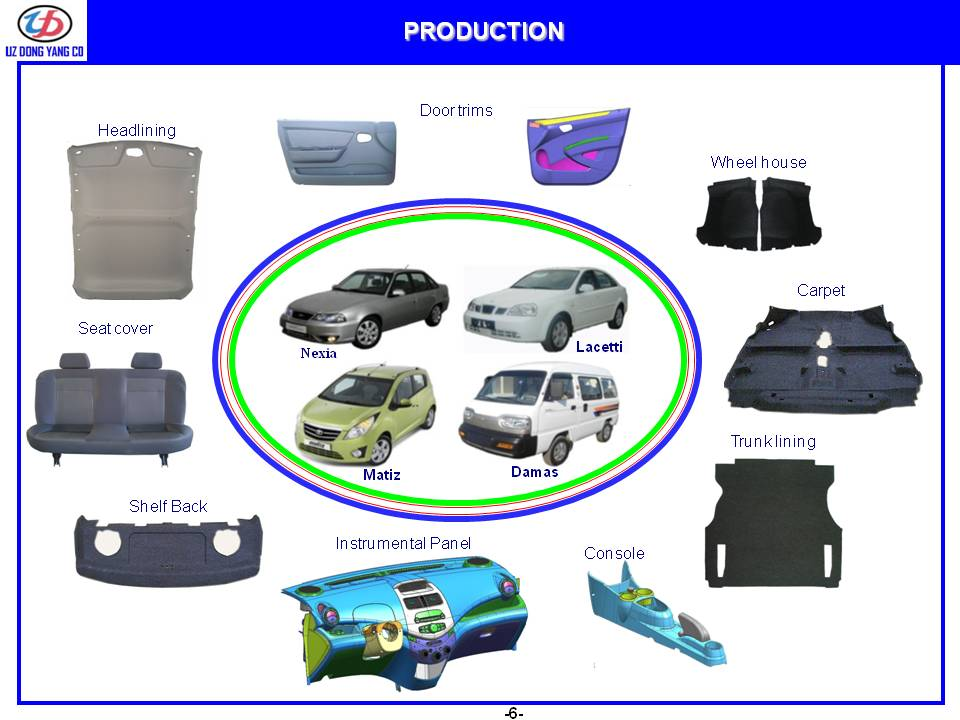 UZ DONG YANG CO
PRODUCTION
Door trims
Headlining
Wheel house
Carpet
Seat cover
Nexia
Lacetti
Matiz
Damas
Trunk lining
Shelf Back
Instrumental Panel
Console
-6-